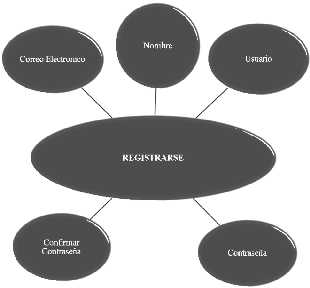 Nombre
Correo Electronico
Usuario
REGISTRARSE
Confirmar
Contraseña
Contraseña